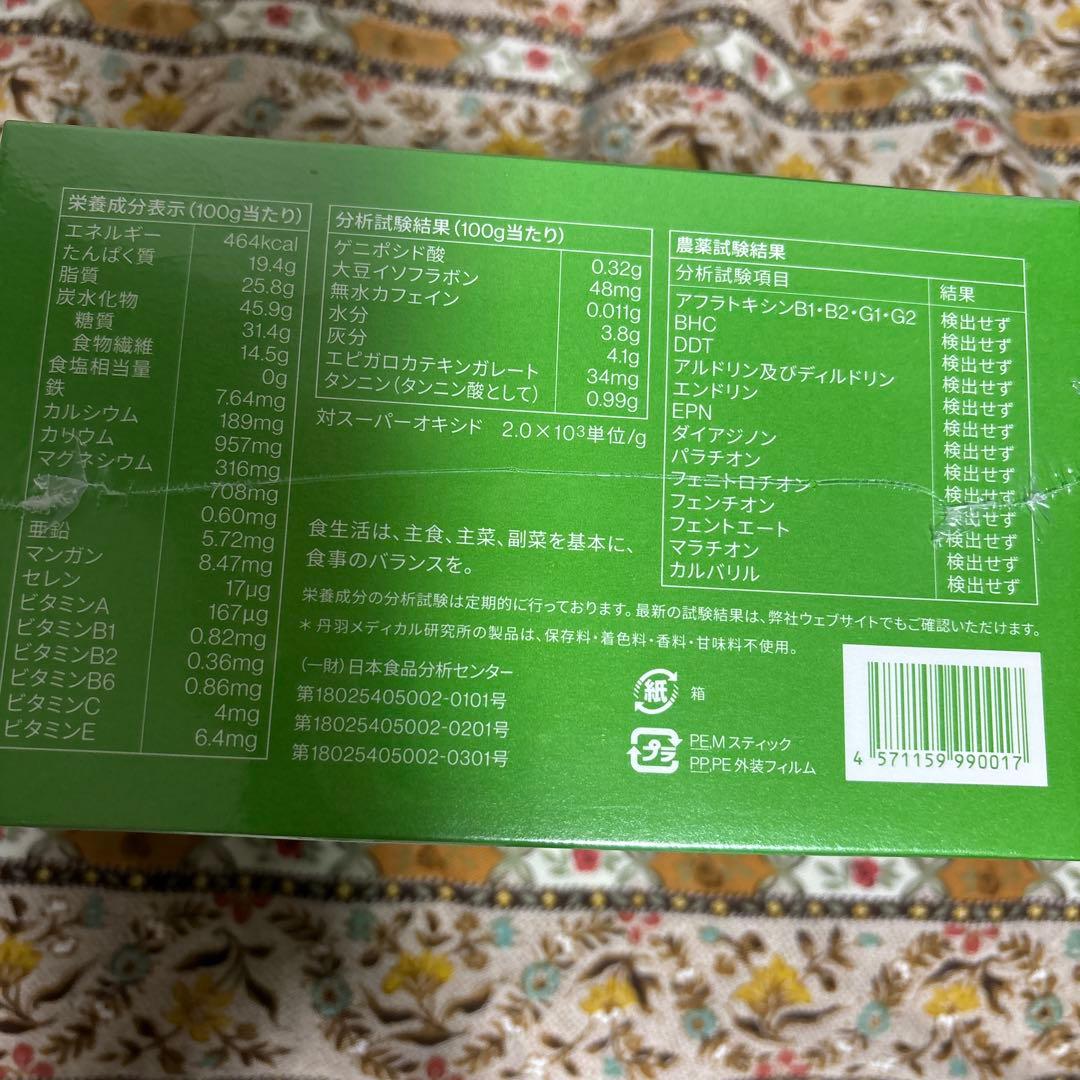 栄養成分表示(100g当たり)
エネルギー 464kcal
たんぱく質 19.4g
脂質 25.8g
炭水化物 45.9g
糖質 31.4g
食物繊維 14.5g
食塩相当量 0g
鉄 7.64mg
カルシウム 189mg
カリウム 957mg
マグネシウム 316mg
708mg
0.60mg
亜鉛 5.72mg
マンガン 8.47mg
セレン 17µg
ビタミンA 167µg
ビタミンB1 0.82mg
ビタミンB2 0.36mg
ビタミンB6 0.86mg
ビタミンC 4mg
ビタミンE 6.4mg
分析試験結果(100g当たり)
ゲニポシド酸 0.32g
大豆イソフラボン 48mg
無水カフェイン 0.011g
水分 3.8g
灰分 4.1g
エピガロカテキンガレート 34mg
タンニン(タンニン酸として) 0.99g
対スーパーオキシド 2.0×10³単位/g
農薬試験結果
分析試験項目 結果
アフラトキシンB1・B2・G1・G2 検出せず
BHC 検出せず
DDT 検出せず
アルドリン及びディルドリン 検出せず
エンドリン 検出せず
EPN 検出せず
ダイアジノン 検出せず
パラチオン 検出せず
フェニトロチオン 検出せず
フェンチオン 検出せず
フェントエート 検出せず
マラチオン 検出せず
カルバリル 検出せず
食生活は、主食、主菜、副菜を基本に、
食事のバランスを。
栄養成分の分析試験は定期的に行っております。最新の試験結果は、弊社ウェブサイトでもご確認いただけます。
＊丹羽メディカル研究所の製品は、保存料・着色料・香料・甘味料不使用。
(一財)日本食品分析センター
第18025405002-0101号
第18025405002-0201号
第18025405002-0301号
紙 箱
プラ PE,M スティック
PP,PE 外装フィルム
4 571159 990017